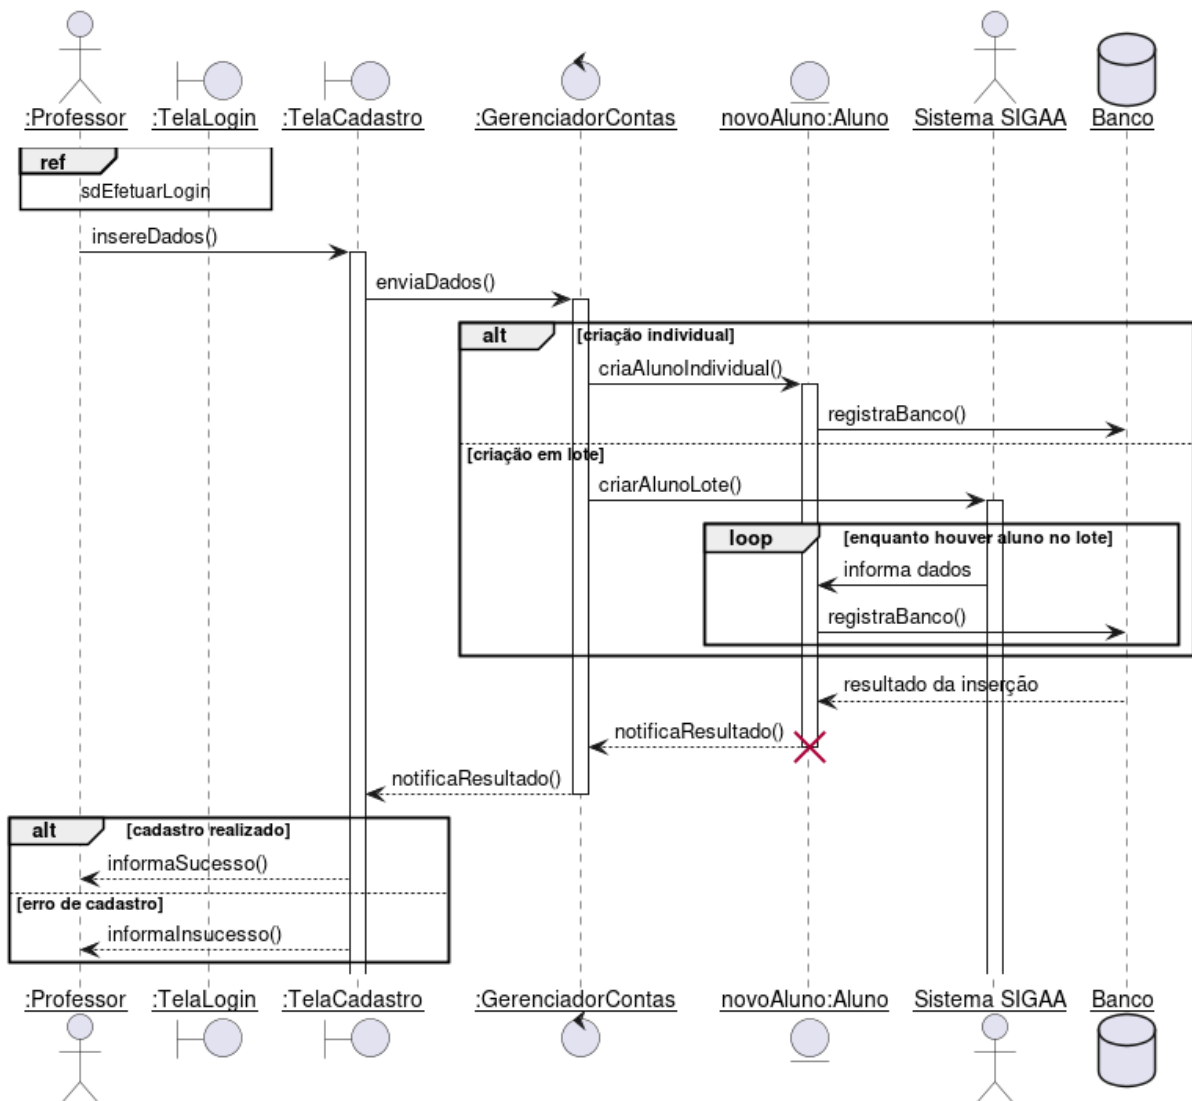 :Professor :TelaLogin :TelaCadastro :GerenciadorContas novoAluno:Aluno Sistema SIGAA Banco
ref
sdEfetuarLogin
insereDados()
enviaDados()
alt [criação individual]
criaAlunoIndividual()
registraBanco()
[criação em lote]
criarAlunoLote()
loop [enquanto houver aluno no lote]
informa dados
registraBanco()
resultado da inserção
notificaResultado()
notificaResultado()
alt [cadastro realizado]
informaSucesso()
[erro de cadastro]
informaInsucesso()
:Professor :TelaLogin :TelaCadastro :GerenciadorContas novoAluno:Aluno Sistema SIGAA Banco